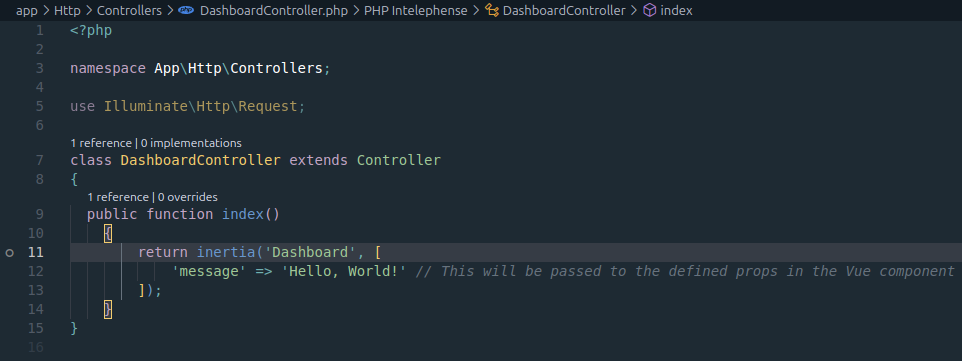 app > Http > Controllers > DashboardController.php > PHP Intelephense > DashboardController > index
1 <?php
2
3 namespace App\Http\Controllers;
4
5 use Illuminate\Http\Request;
6
1 reference | 0 implementations
7 class DashboardController extends Controller
8 {
1 reference | 0 overrides
9 public function index()
10 {
11 return inertia('Dashboard', [
12 'message' => 'Hello, World!' // This will be passed to the defined props in the Vue component
13 ]);
14 }
15 }
16